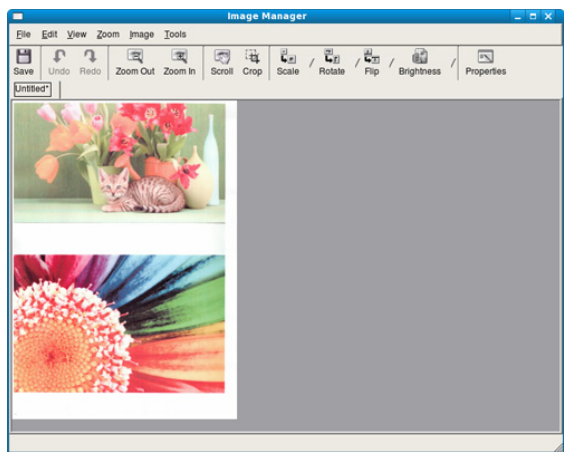 Image Manager
File Edit View Zoom Image Tools
Save Undo Redo Zoom Out Zoom In Scroll Crop Scale / Rotate / Flip / Brightness / Properties
Untitled*